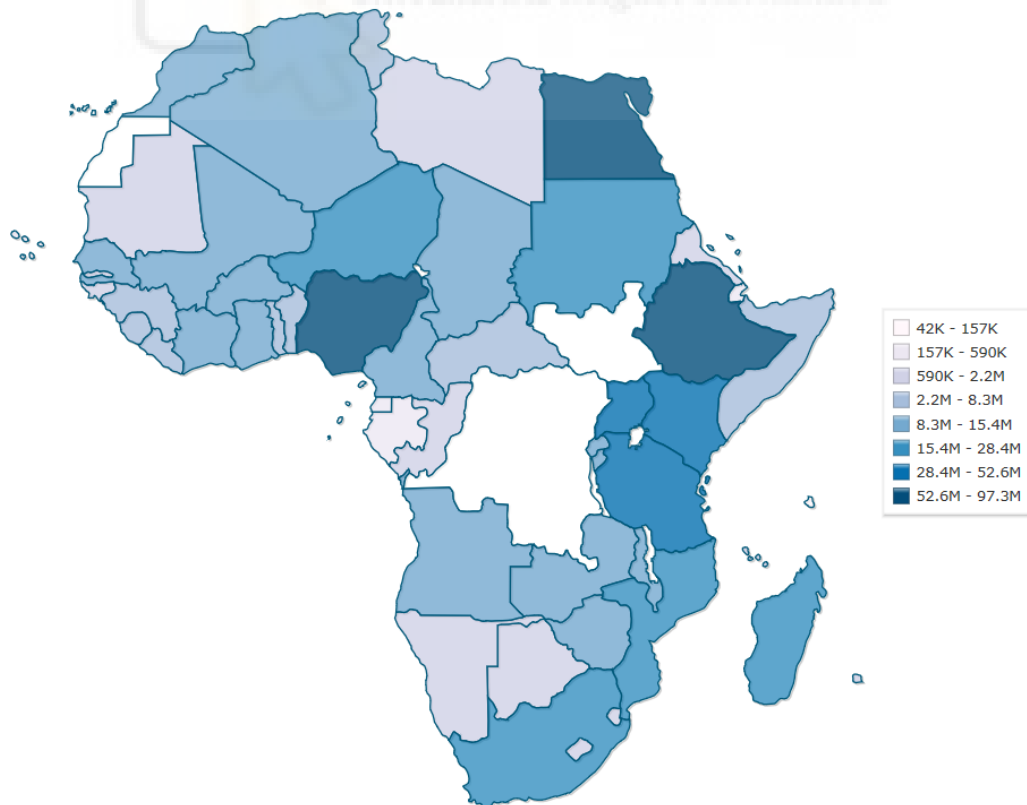 42K - 157K
157K - 590K
590K - 2.2M
2.2M - 8.3M
8.3M - 15.4M
15.4M - 28.4M
28.4M - 52.6M
52.6M - 97.3M